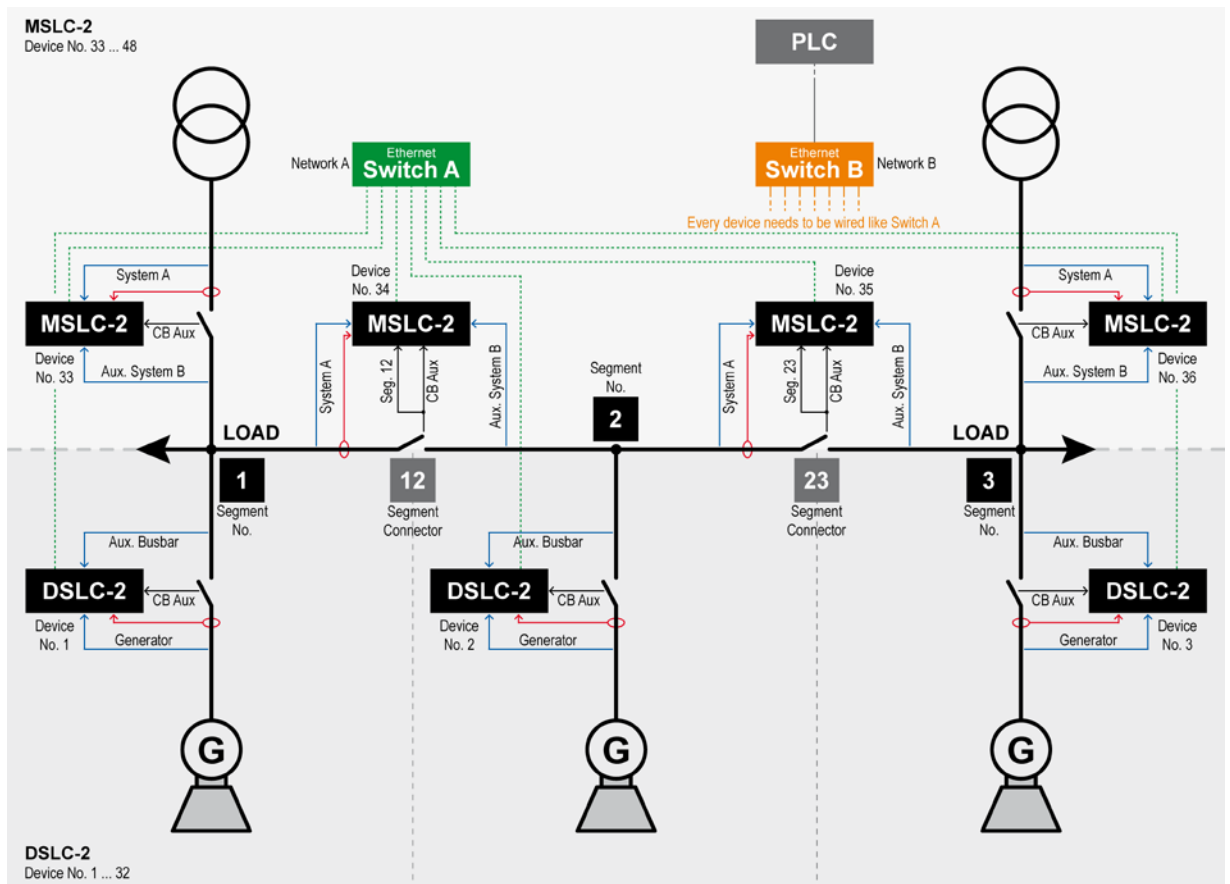 MSLC-2
Device No. 33 ... 48
PLC
Network A
Ethernet
Switch A
Ethernet
Switch B
Network B
Every device needs to be wired like Switch A
System A
MSLC-2
CB Aux
Device
No. 33
Aux. System B
Device
No. 34
MSLC-2
System A
Seg. 12
CB Aux
Aux. System B
Segment
No.
2
Device
No. 35
MSLC-2
System A
Seg. 23
CB Aux
Aux. System B
System A
MSLC-2
CB Aux
Aux. System B
Device
No. 36
LOAD
LOAD
1
Segment
No.
12
Segment
Connector
23
Segment
Connector
3
Segment
No.
Aux. Busbar
DSLC-2
CB Aux
Device
No. 1
Generator
G
Aux. Busbar
DSLC-2
CB Aux
Device
No. 2
Generator
G
Aux. Busbar
DSLC-2
CB Aux
Generator
Device
No. 3
G
DSLC-2
Device No. 1 ... 32